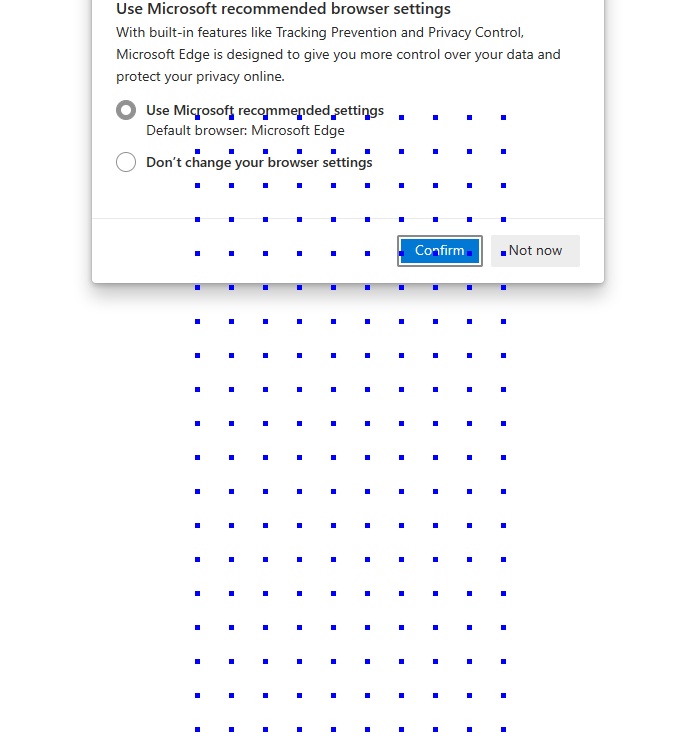 Use Microsoft recommended browser settings
With built-in features like Tracking Prevention and Privacy Control,
Microsoft Edge is designed to give you more control over your data and
protect your privacy online.
Use Microsoft recommended settings
Default browser: Microsoft Edge
Don’t change your browser settings
Confirm Not now